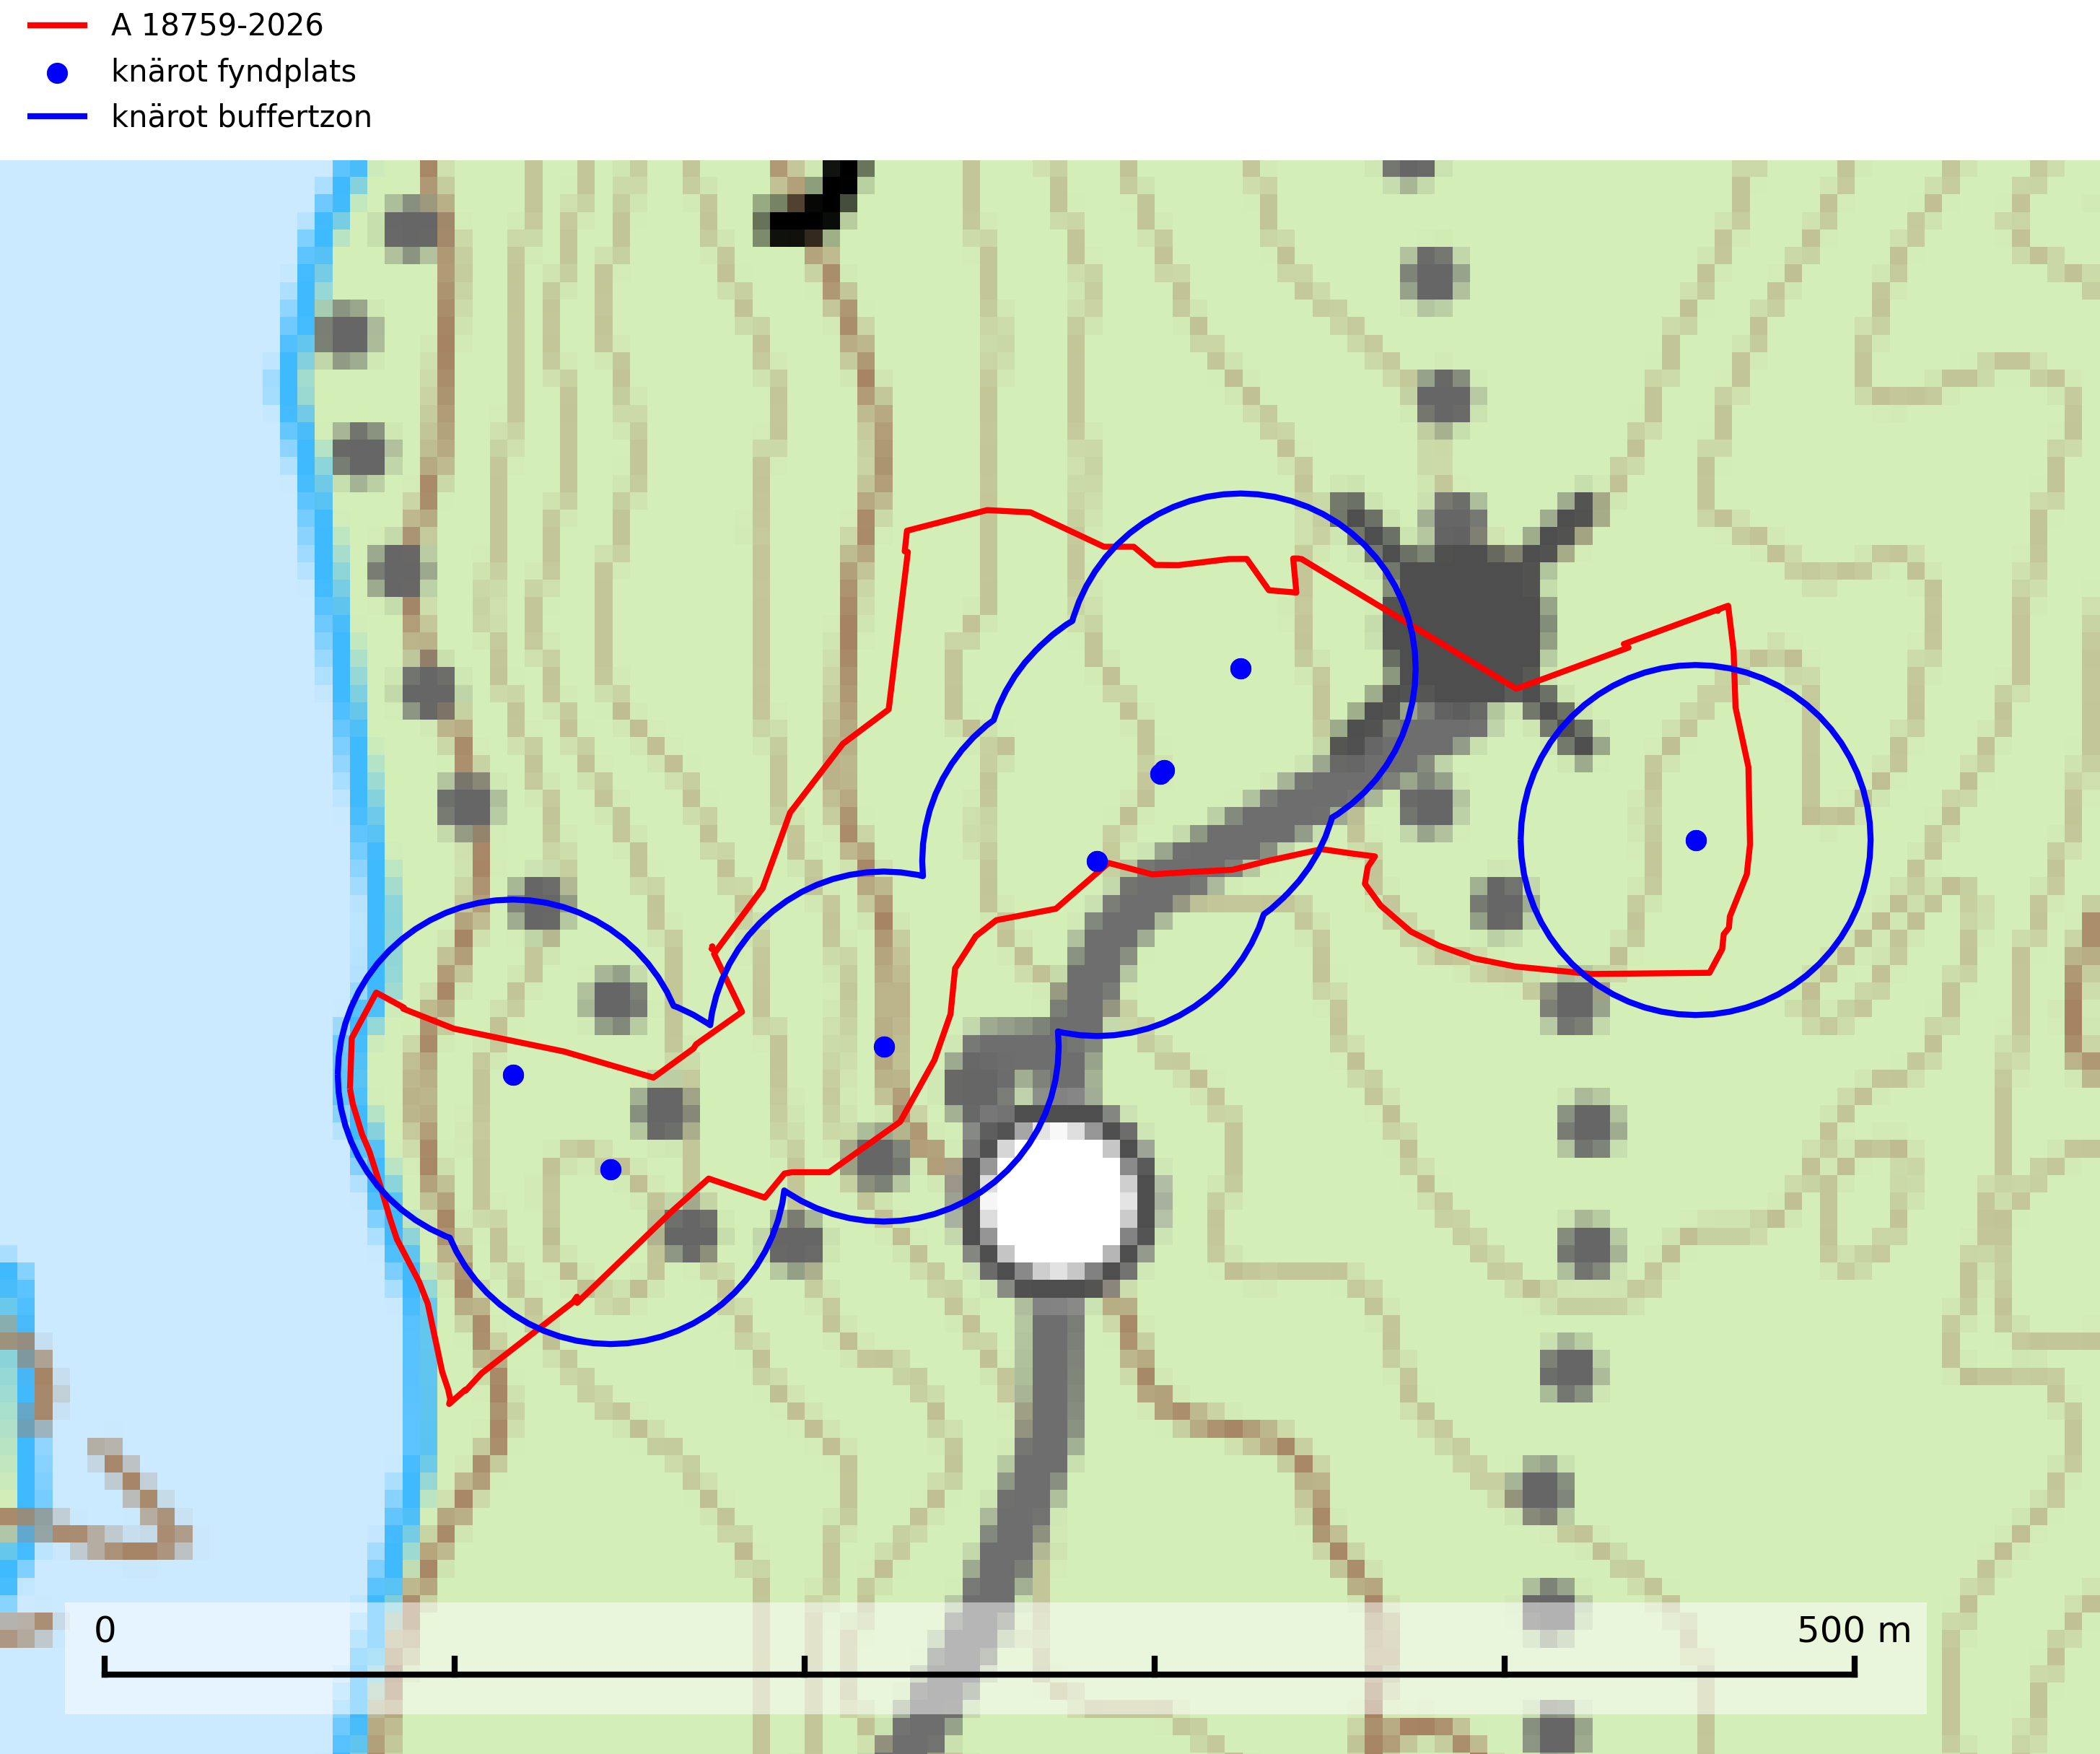 A 18759-2026
knärot fyndplats
knärot buffertzon
0
500 m